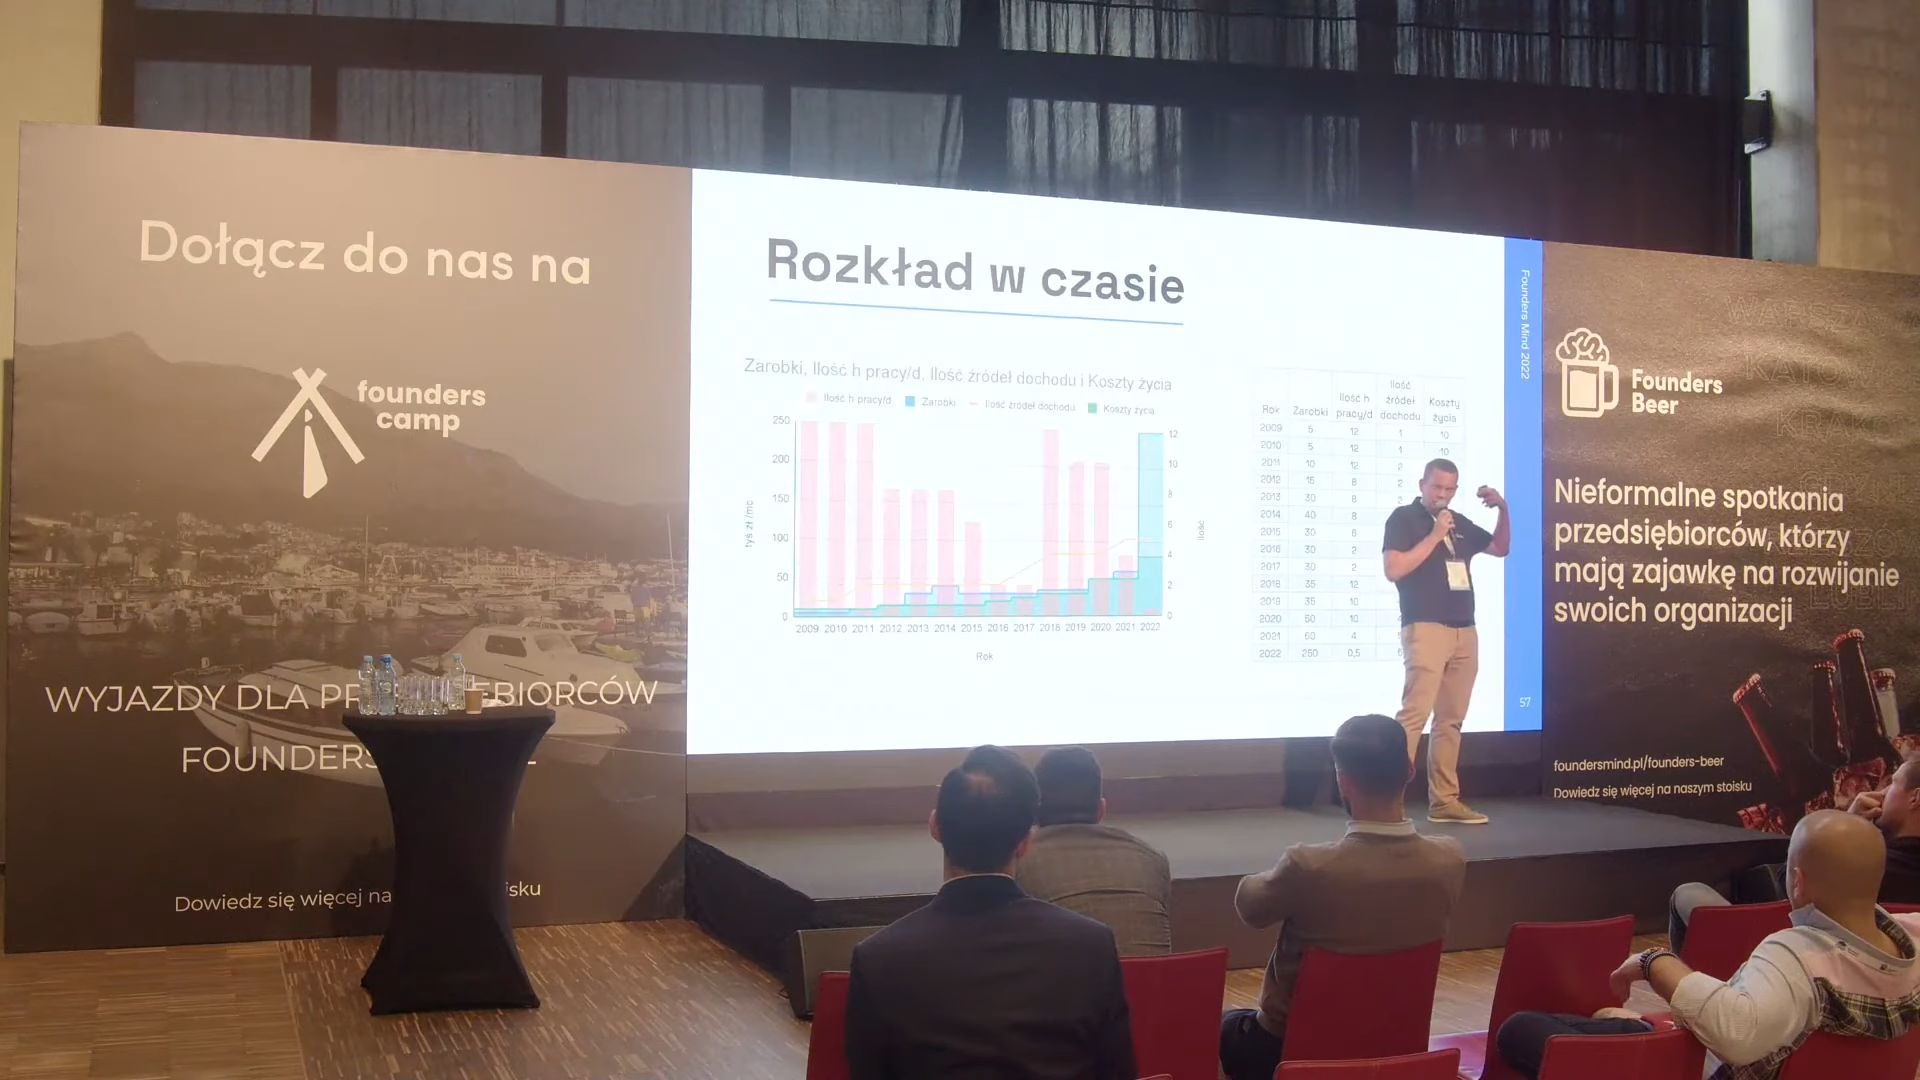 Dołącz do nas na
founders
camp
WYJAZDY DLA PR EBIORCÓW
FOUNDERS
Dowiedz się więcej na isku
Rozkład w czasie
Zarobki, Ilość h pracy/d, Ilość źródeł dochodu i Koszty życia
Ilość h pracy/d Zarobki Ilość źródeł dochodu Koszty życia
250
200
150
100
50
0
tyś zł /mc
12
10
8
6
4
2
0
Ilość
2009 2010 2011 2012 2013 2014 2015 2016 2017 2018 2019 2020 2021 2022
Rok
Rok Zarobki Ilość h pracy/d Ilość źródeł dochodu Koszty życia
2009 5 12 1 10
2010 5 12 1 10
2011 10 12 2
2012 15 8 2
2013 30 8 2
2014 40 8
2015 30 6
2016 30 2
2017 30 2
2018 35 12
2019 35 10
2020 50 10
2021 60 4
2022 250 0,5
Founders Mind 2022
57
Founders
Beer
WARSZA
KRAK
Nieformalne spotkania
przedsiębiorców, którzy
mają zajawkę na rozwijanie
swoich organizacji
foundersmind.pl/founders-beer
Dowiedz się więcej na naszym stoisku